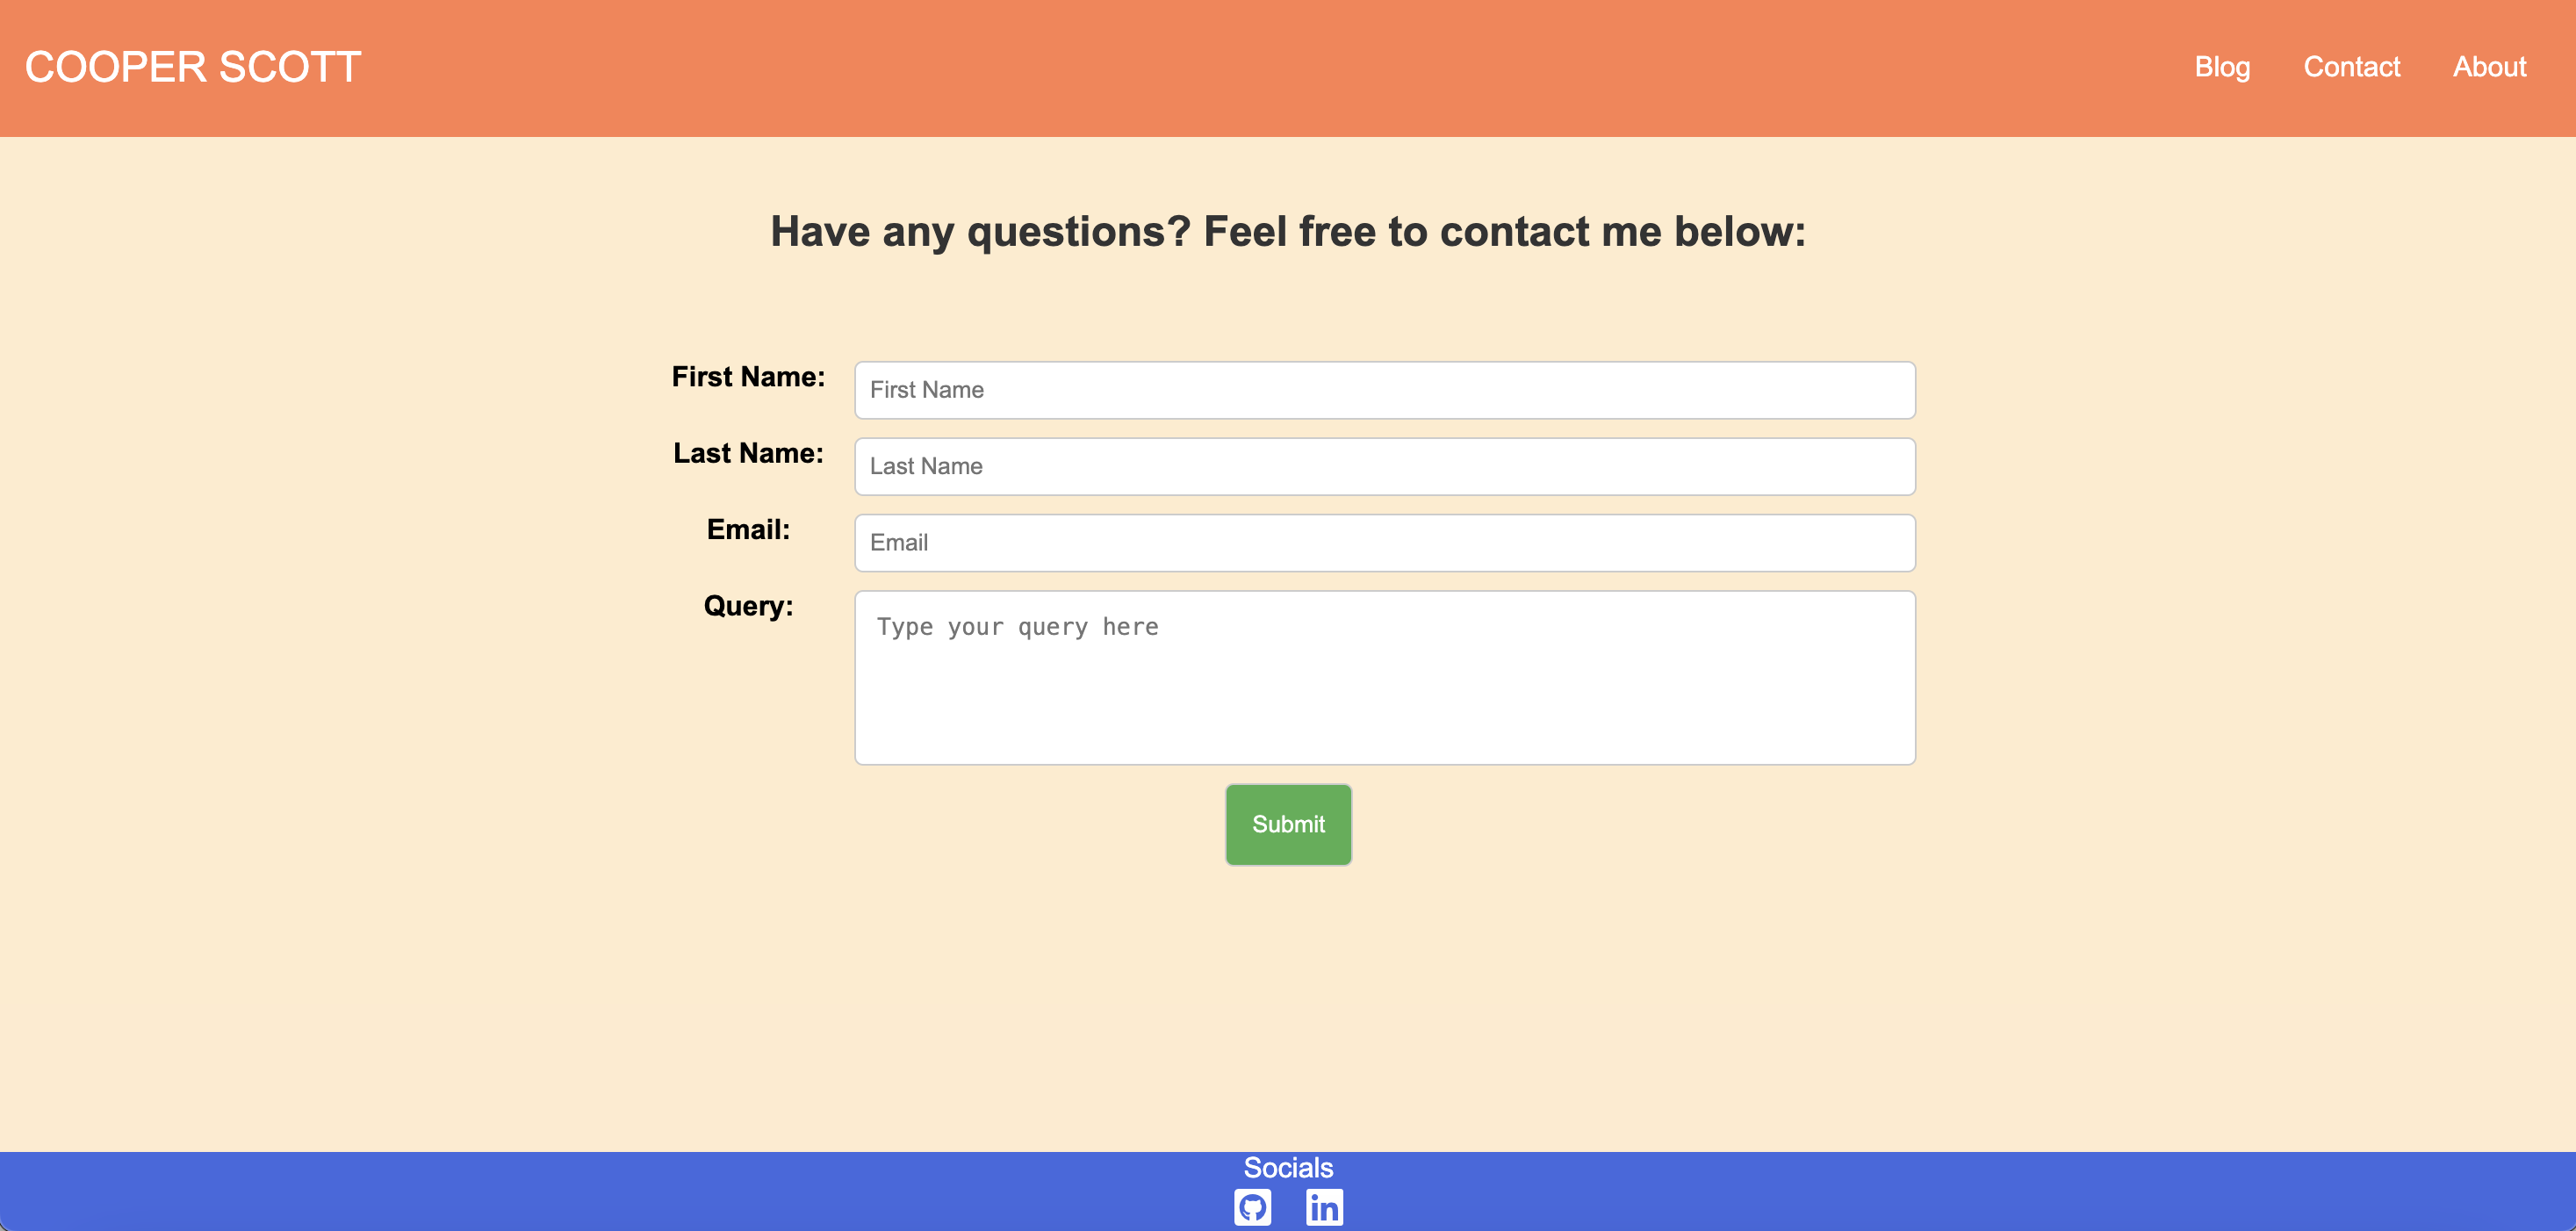 COOPER SCOTT
Blog Contact About
Have any questions? Feel free to contact me below:
First Name: First Name
Last Name: Last Name
Email: Email
Query: Type your query here
Submit
Socials
in